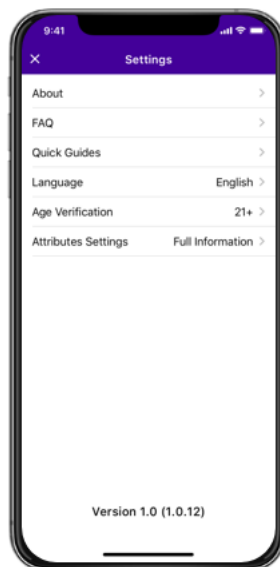 9:41
Settings
About
FAQ
Quick Guides
Language English
Age Verification 21+
Attributes Settings Full Information
Version 1.0 (1.0.12)